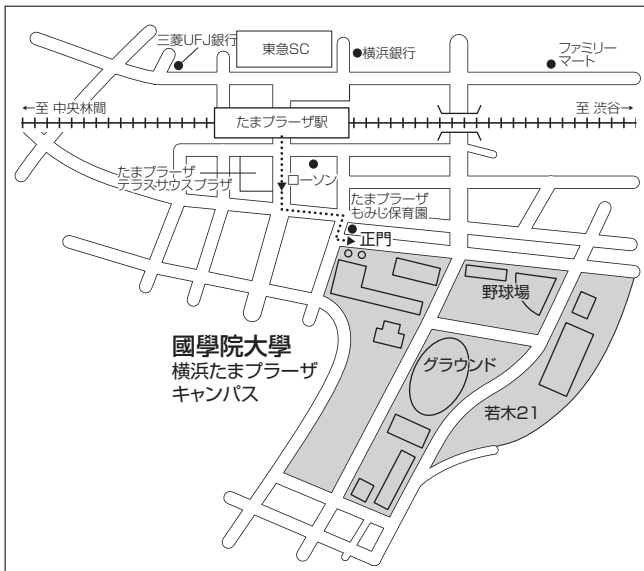 三菱UFJ銀行
東急SC
横浜銀行
ファミリー
マート
←至 中央林間
たまプラーザ駅
至 渋谷→
たまプラーザ
テラスサウスプラザ
ローソン
たまプラーザ
もみじ保育園
正門
野球場
國學院大學
横浜たまプラーザ
キャンパス
グラウンド
若木21